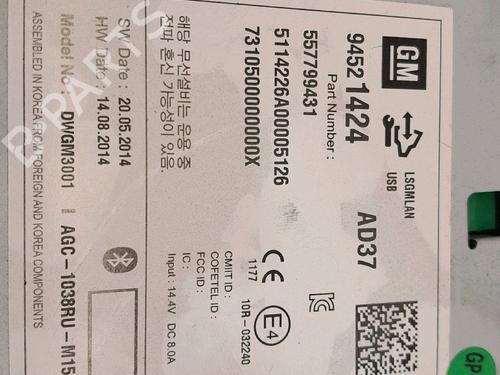 GM
94521424 AD37
Part Number :
557799431
5114226A00005126
7310500000000X
LSGMLAN
USB
해당 무선설비는 운용 중
전파 혼신 가능성이 있음.
SW Date : 20.05.2014
HW Date : 14.08.2014
Model No : DWGM3001 | AGC-1038RU-M15
ASSEMBLED IN KOREA FROM FOREIGN AND KOREA COMPONENTS
CE E4
1177 10R-032240
CMIIT ID :
COFETEL ID :
FCC ID :
IC :
Input : 14.4V DC 8.0A
GP
B-PARTS